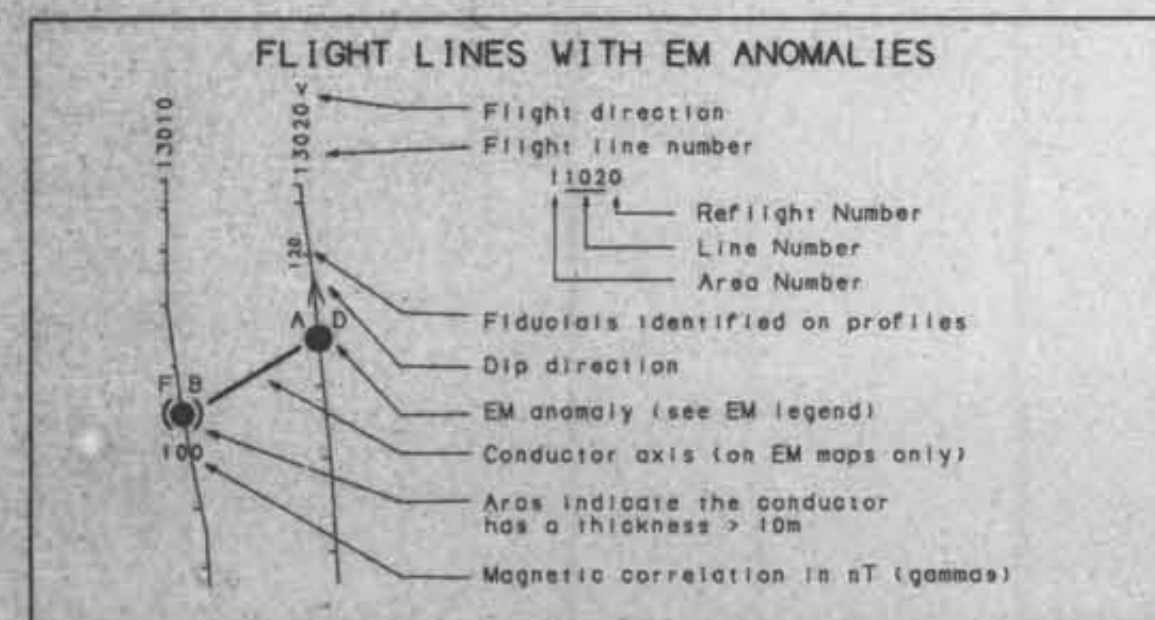 FLIGHT LINES WITH EM ANOMALIES
13010
13020
<
Flight direction
Flight line number
11020
Reflight Number
Line Number
Area Number
120
Fiducials identified on profiles
A D
Dip direction
EM anomaly (see EM legend)
F B
( )
100
Conductor axis (on EM maps only)
Arcs indicate the conductor
has a thickness > 10m
Magnetic correlation in nT (gammas)